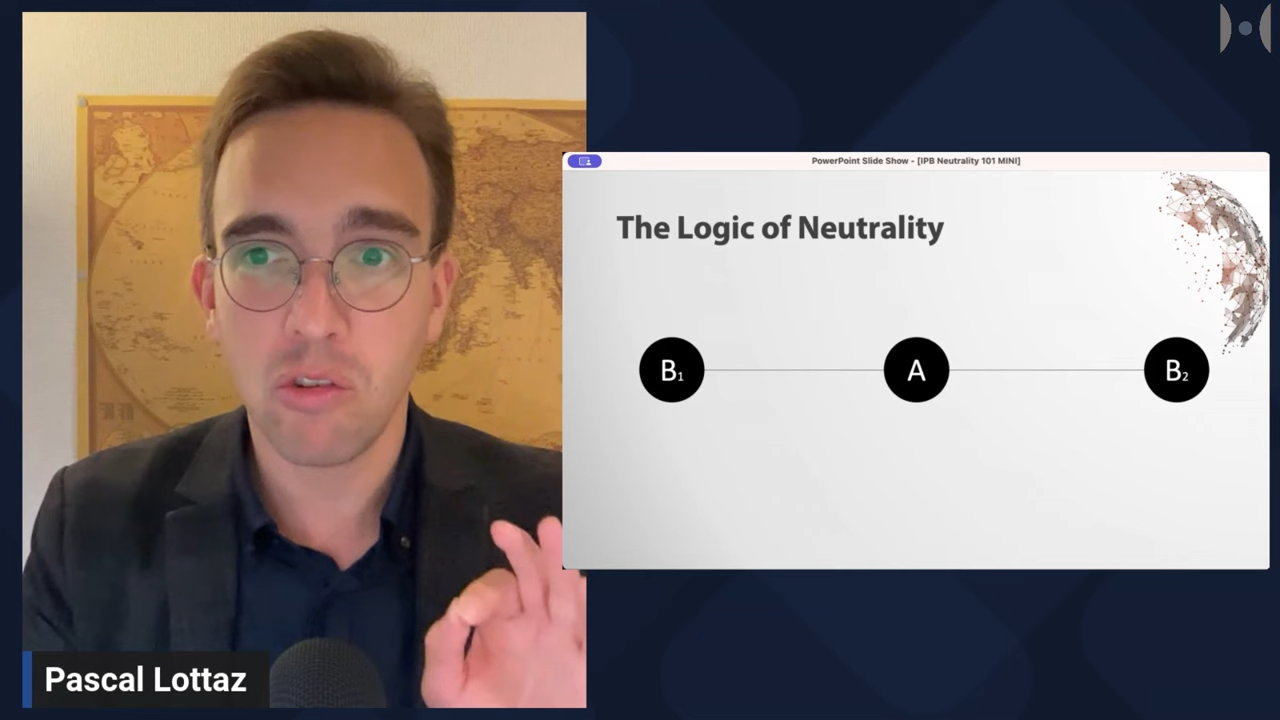 PowerPoint Slide Show - [IPB Neutrality 101 MINI]
The Logic of Neutrality
B1
A
B2
Pascal Lottaz